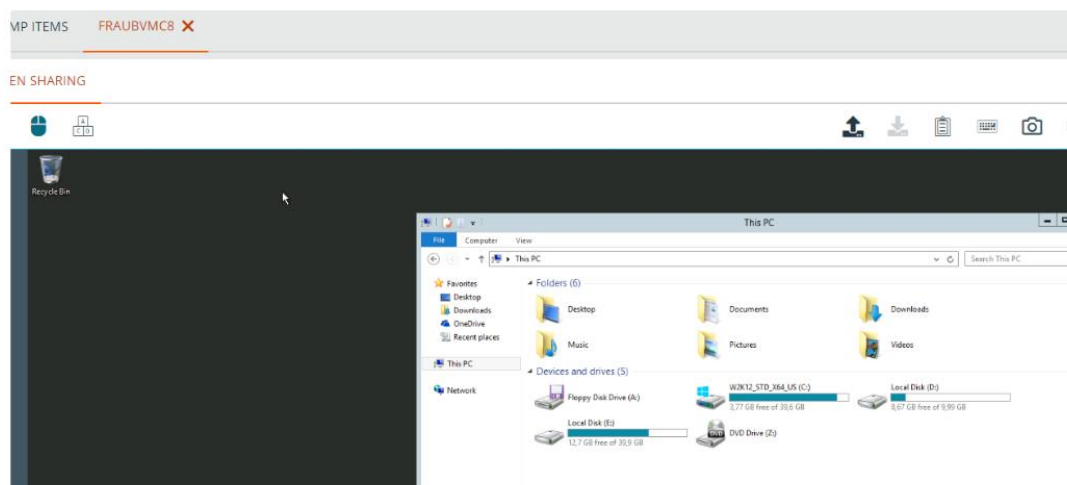 MP ITEMS FRAUBVMC8
EN SHARING
A
C D
Recycle Bin
This PC
File Computer View
This PC
Search This PC
Favorites
Desktop
Downloads
OneDrive
Recent places
This PC
Network
Folders (6)
Desktop Documents Downloads
Music Pictures Videos
Devices and drives (5)
Floppy Disk Drive (A:)
W2K12_STD_X64_US (C:)
3,77 GB free of 39,6 GB
Local Disk (D:)
8,67 GB free of 9,99 GB
Local Disk (E:)
12,7 GB free of 39,9 GB
DVD
DVD Drive (Z:)